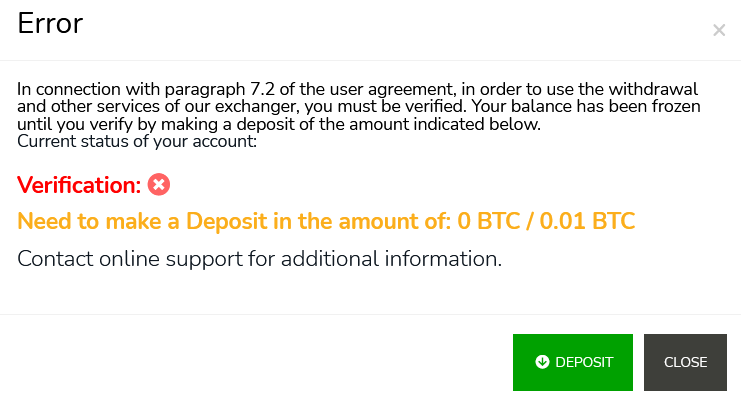 Error
In connection with paragraph 7.2 of the user agreement, in order to use the withdrawal
and other services of our exchanger, you must be verified. Your balance has been frozen
until you verify by making a deposit of the amount indicated below.
Current status of your account:
Verification:
Need to make a Deposit in the amount of: 0 BTC / 0.01 BTC
Contact online support for additional information.
DEPOSIT
CLOSE